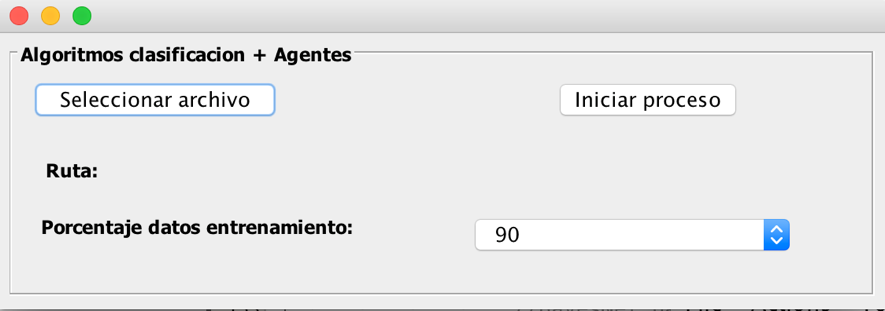 Algoritmos clasificacion + Agentes
Seleccionar archivo
Iniciar proceso
Ruta:
Porcentaje datos entrenamiento:
90